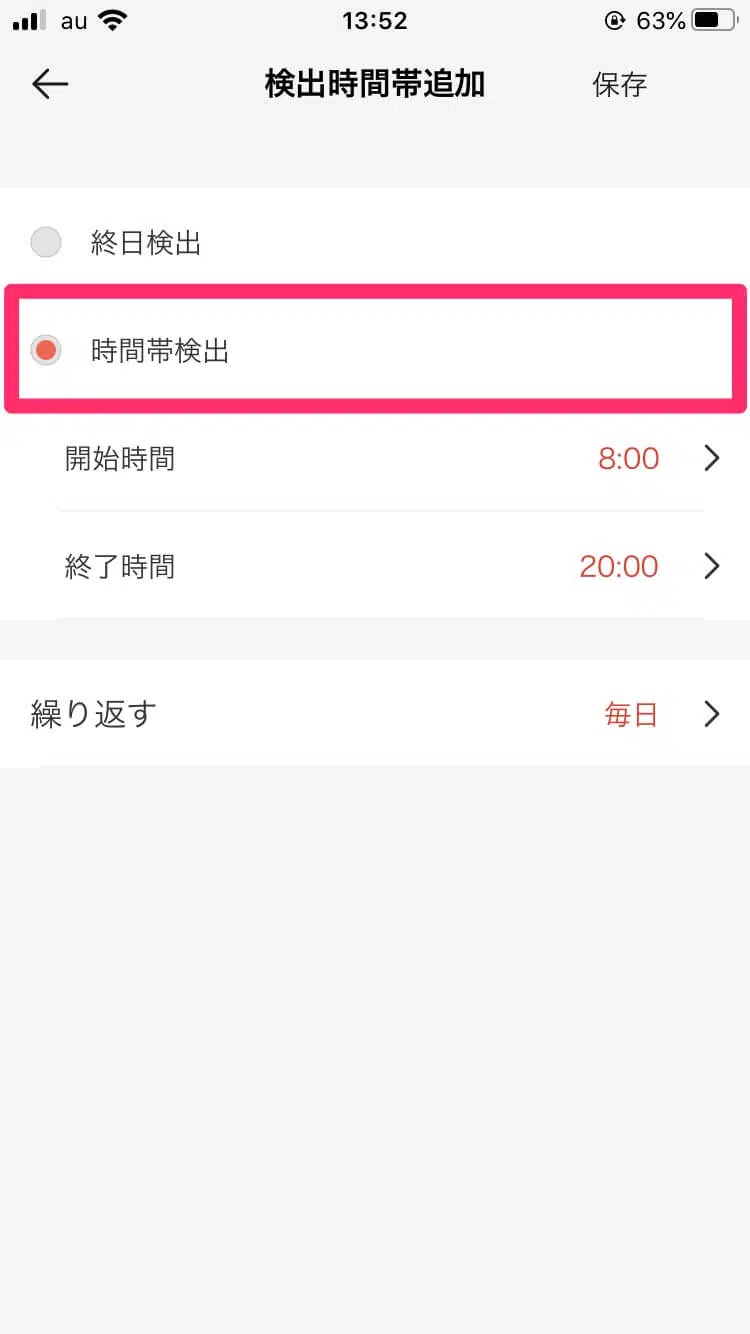 au 13:52 63%
検出時間帯追加 保存
終日検出
時間帯検出
開始時間 8:00
終了時間 20:00
繰り返す 毎日